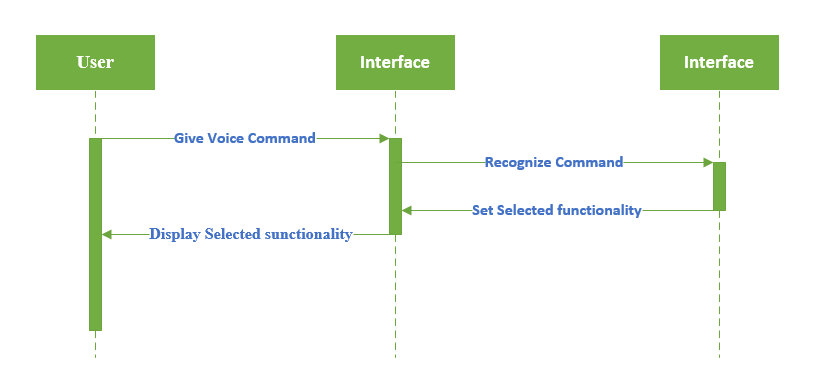 User
Interface
Interface
Give Voice Command
Recognize Command
Set Selected functionality
Display Selected sunctionality